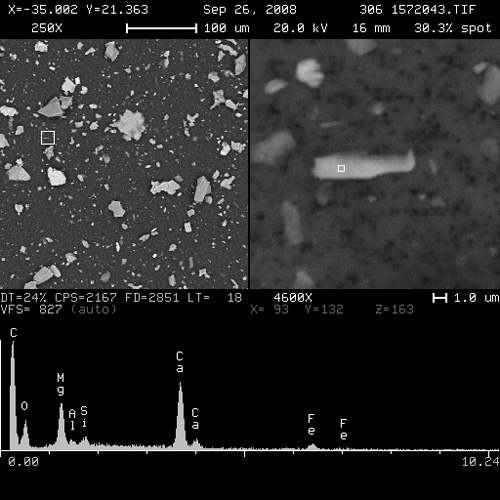 X=-35.002 Y=21.363 Sep 26, 2008 306 1572043.TIF
250X 100 um 20.0 kV 16 mm 30.3% spot
DT=24% CPS=2167 FD=2851 LT= 18 4600X 1.0 um
VFS= 827 (auto) X= 93 Y=132 Z=163
C
O
Mg
Al
Si
Ca
Ca
Fe
Fe
0.00 10.24